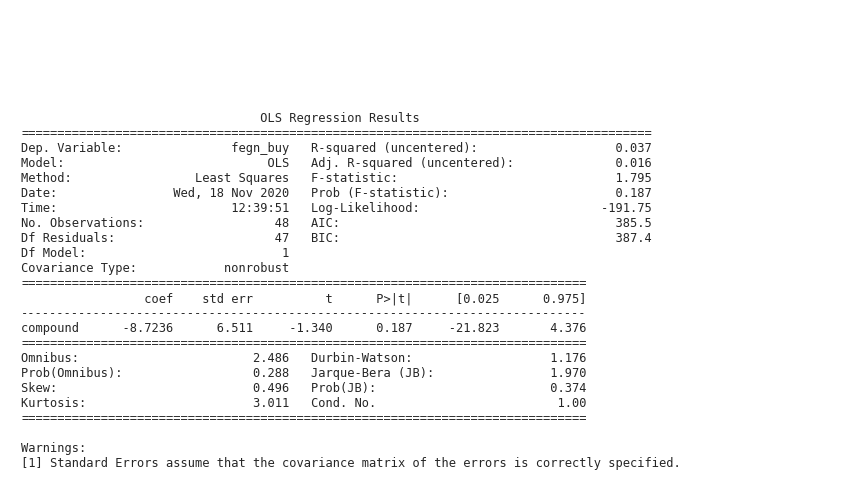 OLS Regression Results
=======================================================================================
Dep. Variable:               fegn_buy   R-squared (uncentered):                   0.037
Model:                            OLS   Adj. R-squared (uncentered):              0.016
Method:                 Least Squares   F-statistic:                              1.795
Date:                Wed, 18 Nov 2020   Prob (F-statistic):                       0.187
Time:                        12:39:51   Log-Likelihood:                         -191.75
No. Observations:                  48   AIC:                                      385.5
Df Residuals:                      47   BIC:                                      387.4
Df Model:                           1
Covariance Type:            nonrobust
==============================================================================
                 coef    std err          t      P>|t|      [0.025      0.975]
------------------------------------------------------------------------------
compound      -8.7236      6.511     -1.340      0.187     -21.823       4.376
==============================================================================
Omnibus:                        2.486   Durbin-Watson:                   1.176
Prob(Omnibus):                  0.288   Jarque-Bera (JB):                1.970
Skew:                           0.496   Prob(JB):                        0.374
Kurtosis:                       3.011   Cond. No.                         1.00
==============================================================================

Warnings:
[1] Standard Errors assume that the covariance matrix of the errors is correctly specified.